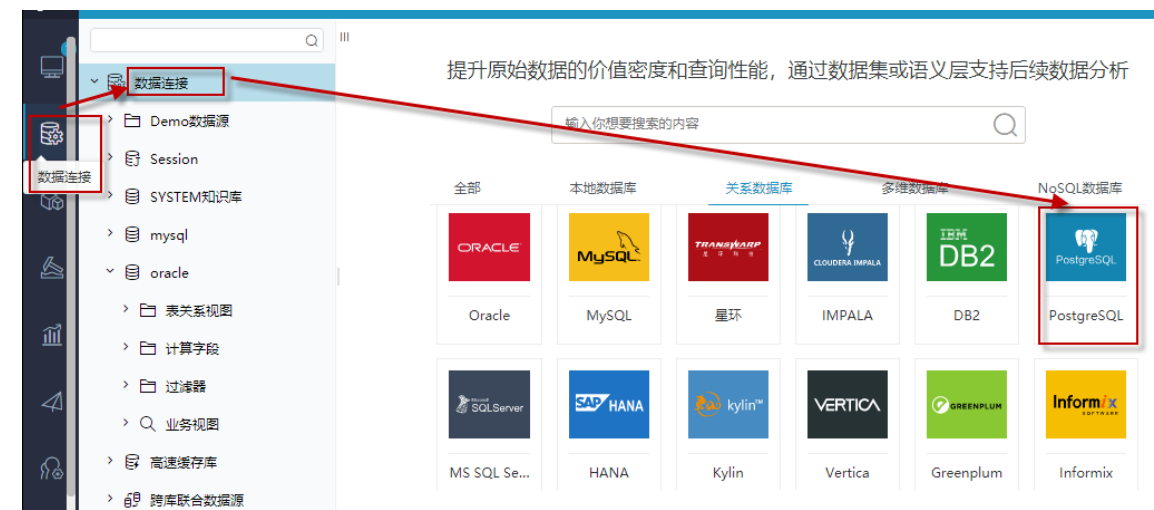 数据连接
数据连接
Demo数据源
Session
SYSTEM知识库
mysql
oracle
表关系视图
计算字段
过滤器
业务视图
高速缓存库
跨库联合数据源
提升原始数据的价值密度和查询性能，通过数据集或语义层支持后续数据分析
输入你想要搜索的内容
全部 本地数据库 关系数据库 多维数据库 NoSQL数据库
ORACLE MySQL TRANSWARP CLOUDERA IMPALA IBM DB2 PostgreSQL
Oracle MySQL 星环 IMPALA DB2 PostgreSQL
SQLServer SAP HANA kylin™ VERTICA GREENPLUM Informix SOFTWARE
MS SQL Se... HANA Kylin Vertica Greenplum Informix